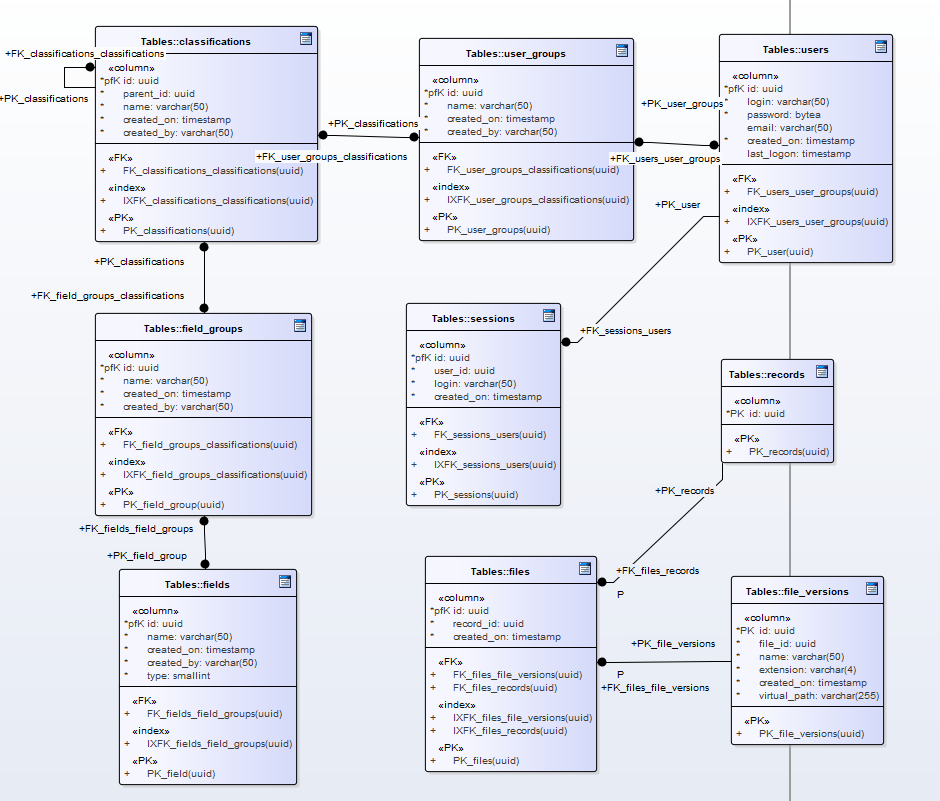 Tables::classifications
+FK_classifications_classifications
«column»
*pfK id: uuid
* parent_id: uuid
* name: varchar(50)
* created_on: timestamp
* created_by: varchar(50)
+PK_classifications
«FK»
+ FK_classifications_classifications(uuid)
«index»
+ IXFK_classifications_classifications(uuid)
«PK»
+ PK_classifications(uuid)
+PK_classifications
+FK_user_groups_classifications
Tables::user_groups
«column»
*pfK id: uuid
* name: varchar(50)
* created_on: timestamp
* created_by: varchar(50)
«FK»
+ FK_user_groups_classifications(uuid)
«index»
+ IXFK_user_groups_classifications(uuid)
«PK»
+ PK_user_groups(uuid)
+PK_user_groups
+FK_users_user_groups
Tables::users
«column»
*pfK id: uuid
* login: varchar(50)
* password: bytea
* email: varchar(50)
* created_on: timestamp
* last_logon: timestamp
«FK»
+ FK_users_user_groups(uuid)
«index»
+ IXFK_users_user_groups(uuid)
«PK»
+ PK_user(uuid)
+PK_user
+FK_sessions_users
+PK_classifications
+FK_field_groups_classifications
Tables::field_groups
«column»
*pfK id: uuid
* name: varchar(50)
* created_on: timestamp
* created_by: varchar(50)
«FK»
+ FK_field_groups_classifications(uuid)
«index»
+ IXFK_field_groups_classifications(uuid)
«PK»
+ PK_field_group(uuid)
Tables::sessions
«column»
*pfK id: uuid
* user_id: uuid
* login: varchar(50)
* created_on: timestamp
«FK»
+ FK_sessions_users(uuid)
«index»
+ IXFK_sessions_users(uuid)
«PK»
+ PK_sessions(uuid)
Tables::records
«column»
*PK id: uuid
«PK»
+ PK_records(uuid)
+PK_records
+FK_files_records
P
+FK_fields_field_groups
+PK_field_group
Tables::fields
«column»
*pfK id: uuid
* name: varchar(50)
* created_on: timestamp
* created_by: varchar(50)
* type: smallint
«FK»
+ FK_fields_field_groups(uuid)
«index»
+ IXFK_fields_field_groups(uuid)
«PK»
+ PK_field(uuid)
Tables::files
«column»
*pfK id: uuid
* record_id: uuid
* created_on: timestamp
«FK»
+ FK_files_file_versions(uuid)
+ FK_files_records(uuid)
«index»
+ IXFK_files_file_versions(uuid)
+ IXFK_files_records(uuid)
«PK»
+ PK_files(uuid)
+PK_file_versions
P
+FK_files_file_versions
Tables::file_versions
«column»
*PK id: uuid
* file_id: uuid
* name: varchar(50)
* extension: varchar(4)
* created_on: timestamp
* virtual_path: varchar(255)
«PK»
+ PK_file_versions(uuid)